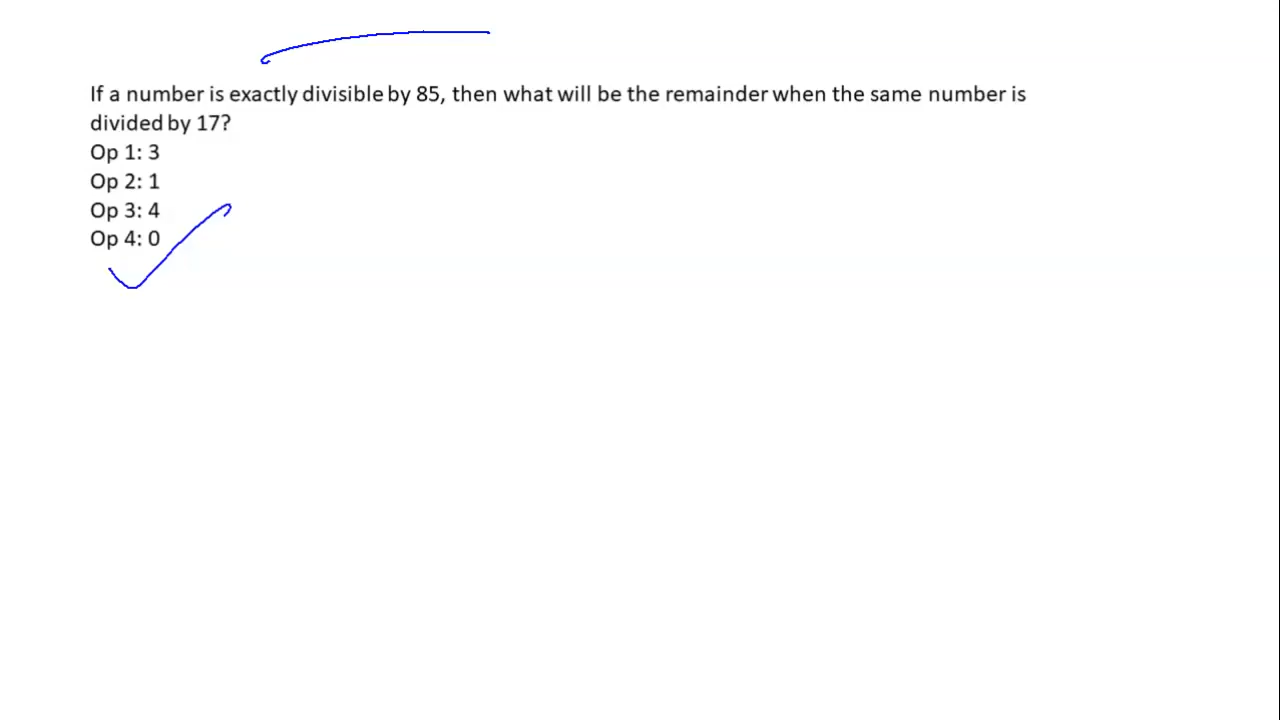 If a number is exactly divisible by 85, then what will be the remainder when the same number is
divided by 17?
Op 1: 3
Op 2: 1
Op 3: 4
Op 4: 0